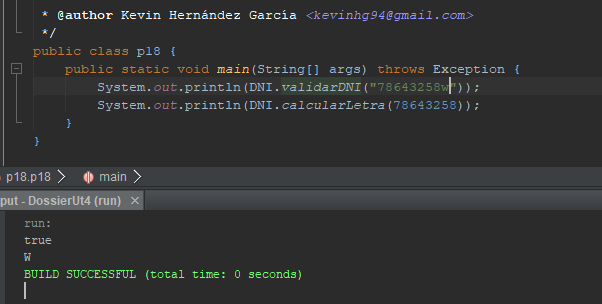 * @author Kevin Hernández García <kevinhg94@gmail.com>
*/
public class p18 {
public static void main(String[] args) throws Exception {
System.out.println(DNI.validarDNI("78643258w"));
System.out.println(DNI.calcularLetra(78643258));
}
}
p18.p18 > main >
put - DossierUt4 (run) ×
run:
true
W
BUILD SUCCESSFUL (total time: 0 seconds)